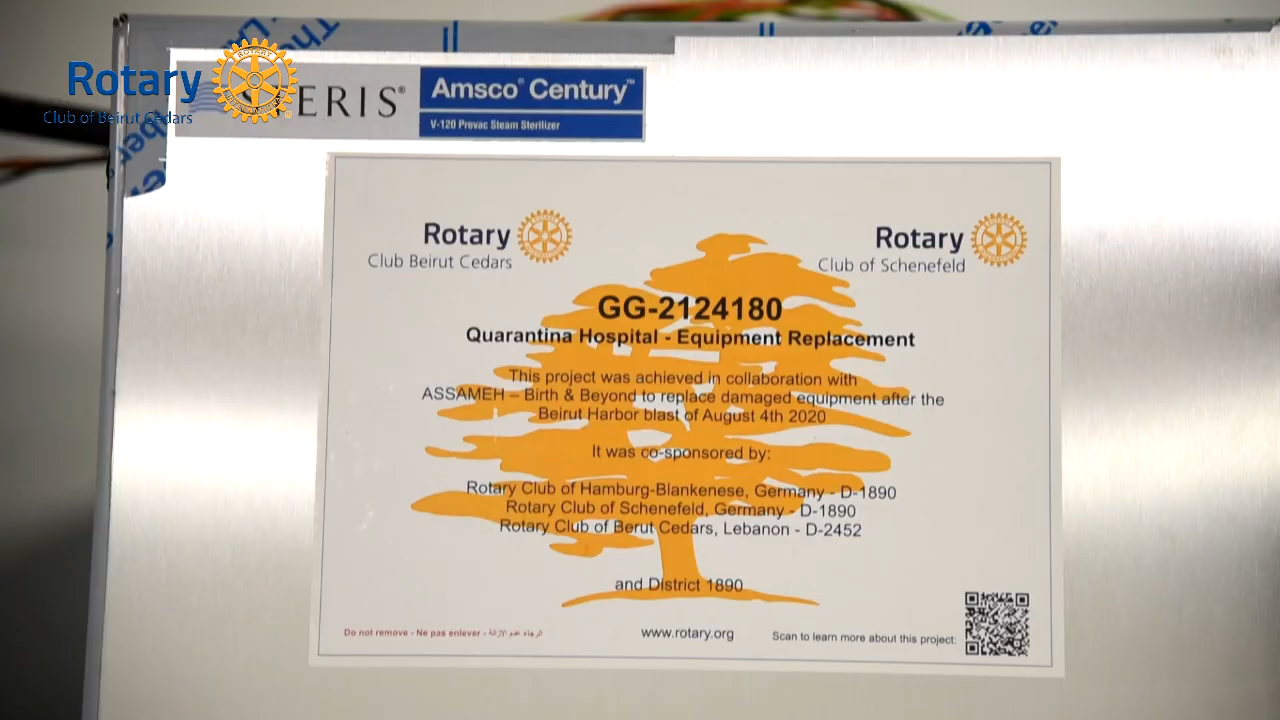 Rotary
Club of Beirut Cedars
ERIS®
Amsco® Century™
V-120 Prevac Steam Sterilizer
Rotary
Club Beirut Cedars
Rotary
Club of Schenefeld
GG-2124180
Quarantina Hospital - Equipment Replacement
This project was achieved in collaboration with
ASSAMEH – Birth & Beyond to replace damaged equipment after the
Beirut Harbor blast of August 4th 2020
It was co-sponsored by:
Rotary Club of Hamburg-Blankenese, Germany - D-1890
Rotary Club of Schenefeld, Germany - D-1890
Rotary Club of Berut Cedars, Lebanon - D-2452
and District 1890
Do not remove - Ne pas enlever - الرجاء عدم الازالة
www.rotary.org
Scan to learn more about this project: